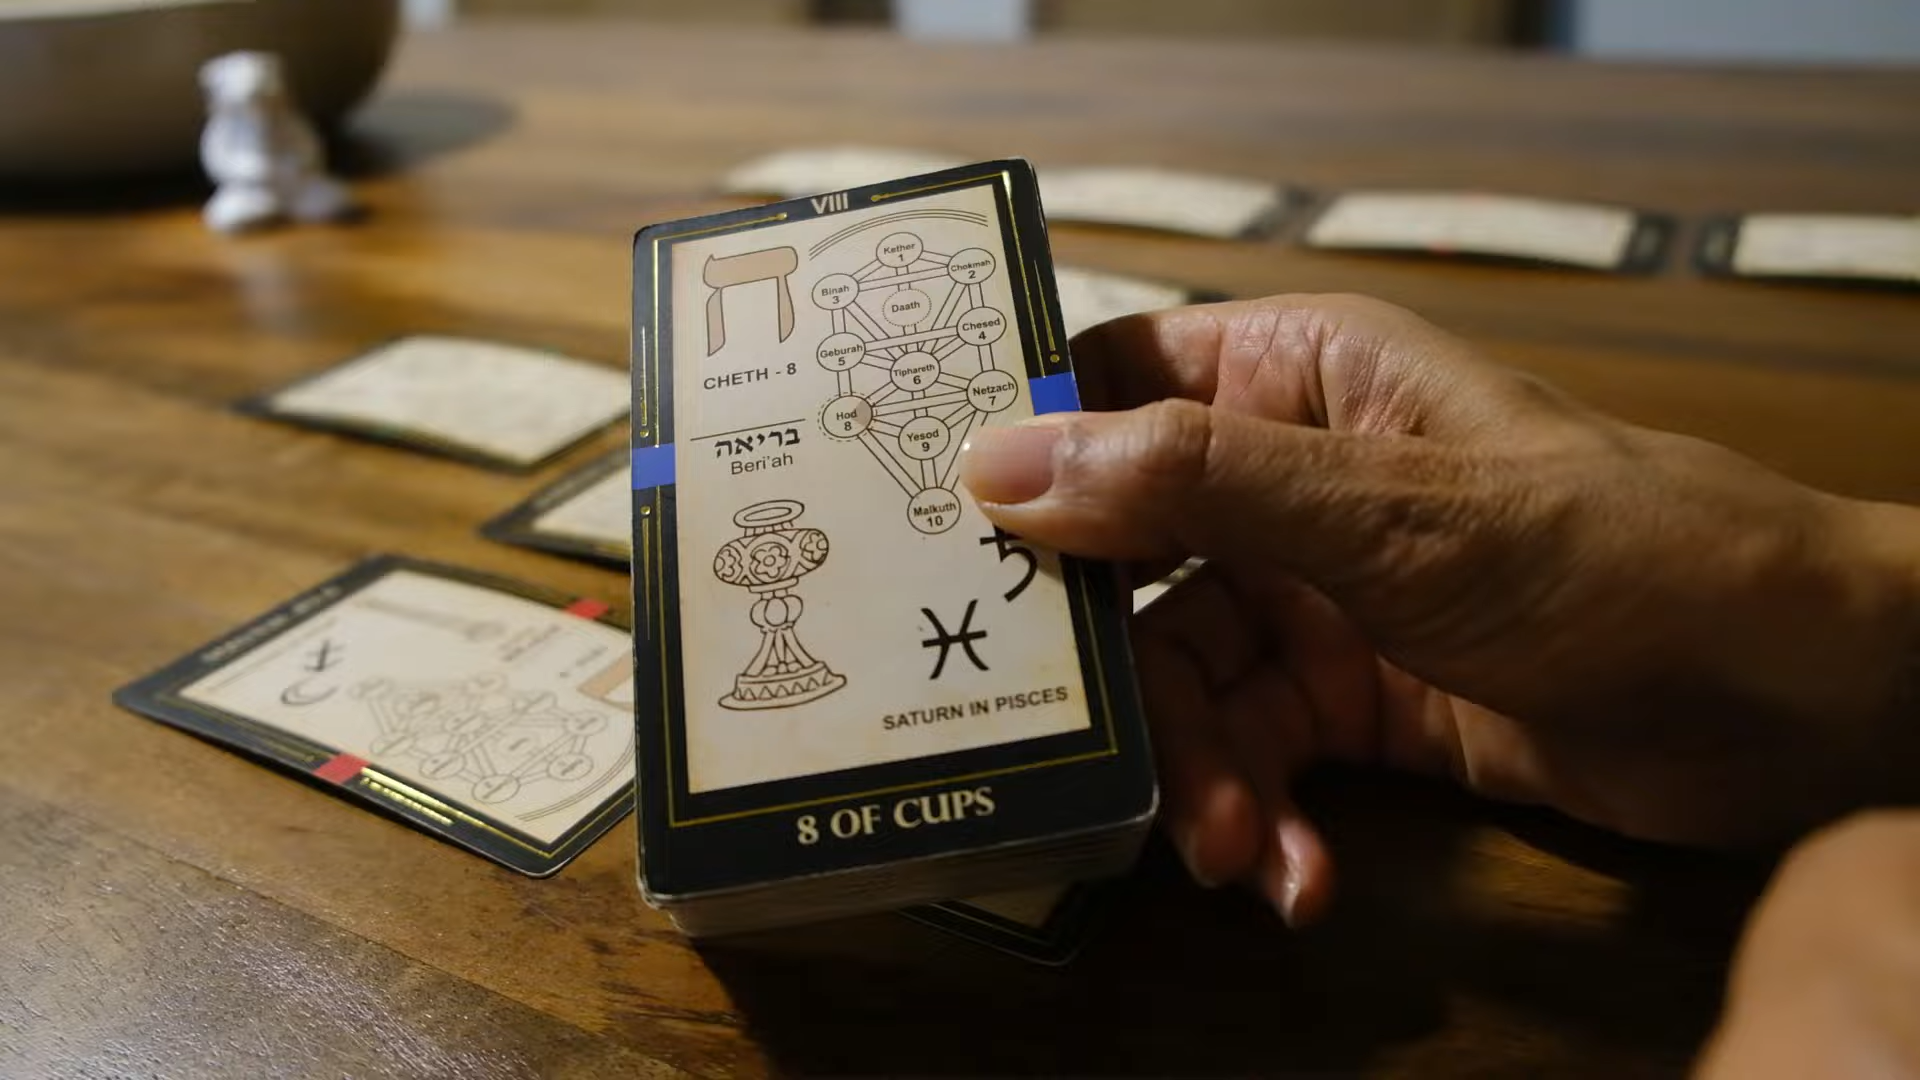 VIII
ח
CHETH - 8
בריאה
Beri'ah
Kether
1
Chokmah
2
Binah
3
Daath
Chesed
4
Geburah
5
Tiphareth
6
Netzach
7
Hod
8
Yesod
9
Malkuth
10
♄
♓
SATURN IN PISCES
8 OF CUPS